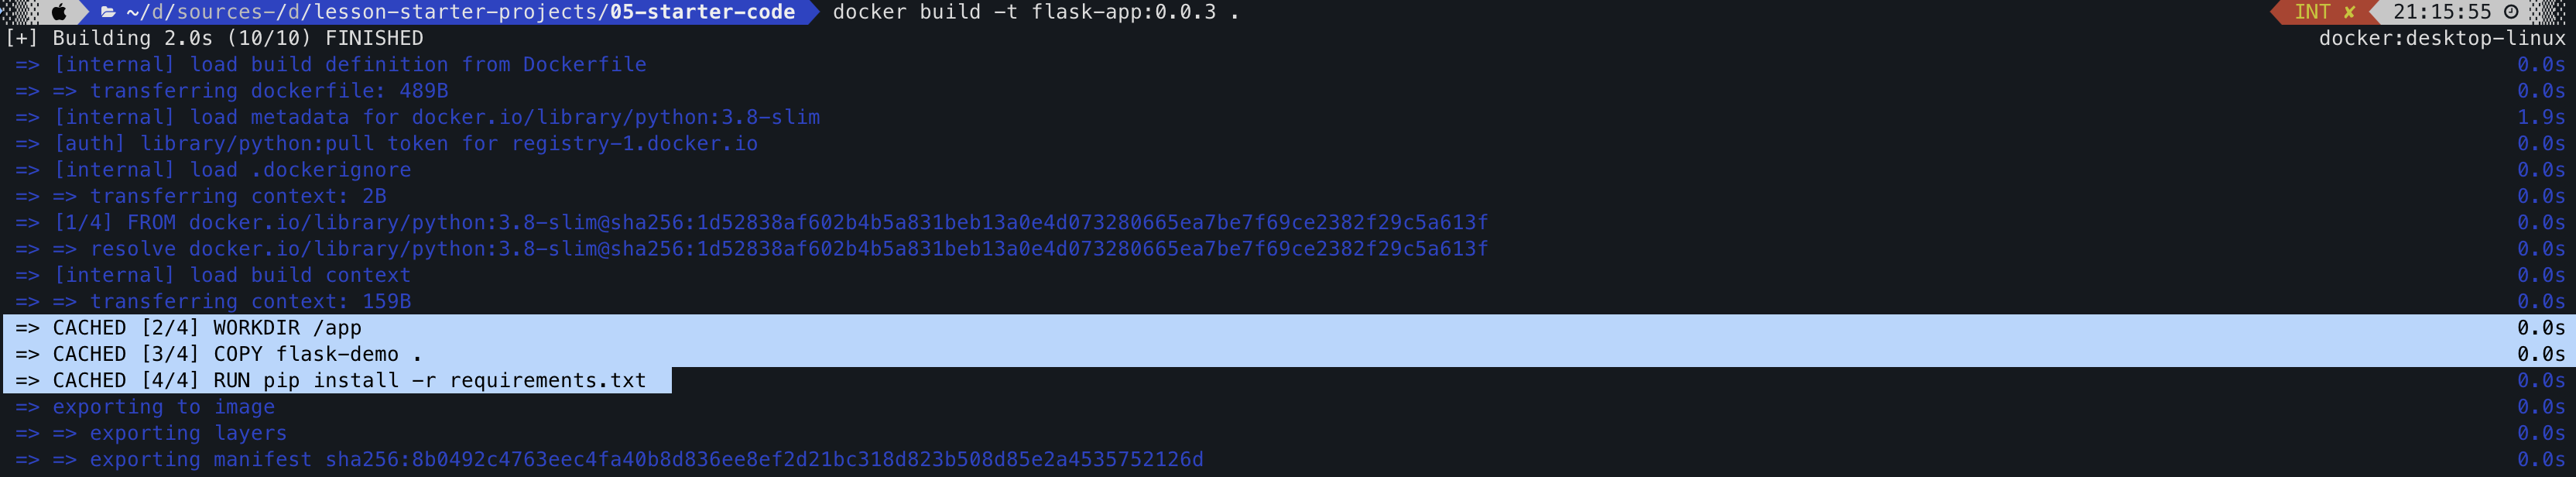 ~/d/sources-/d/lesson-starter-projects/05-starter-code docker build -t flask-app:0.0.3 . INT ✘ 21:15:55
[+] Building 2.0s (10/10) FINISHED docker:desktop-linux
=> [internal] load build definition from Dockerfile 0.0s
=> => transferring dockerfile: 489B 0.0s
=> [internal] load metadata for docker.io/library/python:3.8-slim 1.9s
=> [auth] library/python:pull token for registry-1.docker.io 0.0s
=> [internal] load .dockerignore 0.0s
=> => transferring context: 2B 0.0s
=> [1/4] FROM docker.io/library/python:3.8-slim@sha256:1d52838af602b4b5a831beb13a0e4d073280665ea7be7f69ce2382f29c5a613f 0.0s
=> => resolve docker.io/library/python:3.8-slim@sha256:1d52838af602b4b5a831beb13a0e4d073280665ea7be7f69ce2382f29c5a613f 0.0s
=> [internal] load build context 0.0s
=> => transferring context: 159B 0.0s
=> CACHED [2/4] WORKDIR /app 0.0s
=> CACHED [3/4] COPY flask-demo . 0.0s
=> CACHED [4/4] RUN pip install -r requirements.txt 0.0s
=> exporting to image 0.0s
=> => exporting layers 0.0s
=> => exporting manifest sha256:8b0492c4763eec4fa40b8d836ee8ef2d21bc318d823b508d85e2a4535752126d 0.0s